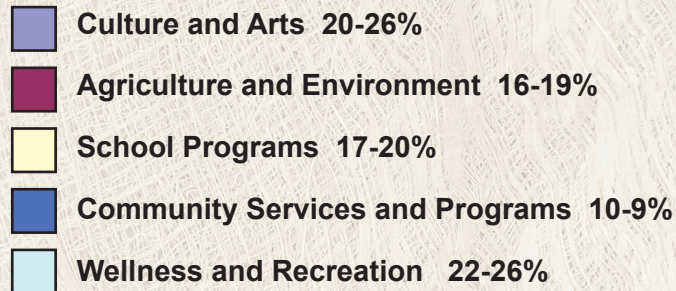 Culture and Arts 20-26%
Agriculture and Environment 16-19%
School Programs 17-20%
Community Services and Programs 10-9%
Wellness and Recreation 22-26%